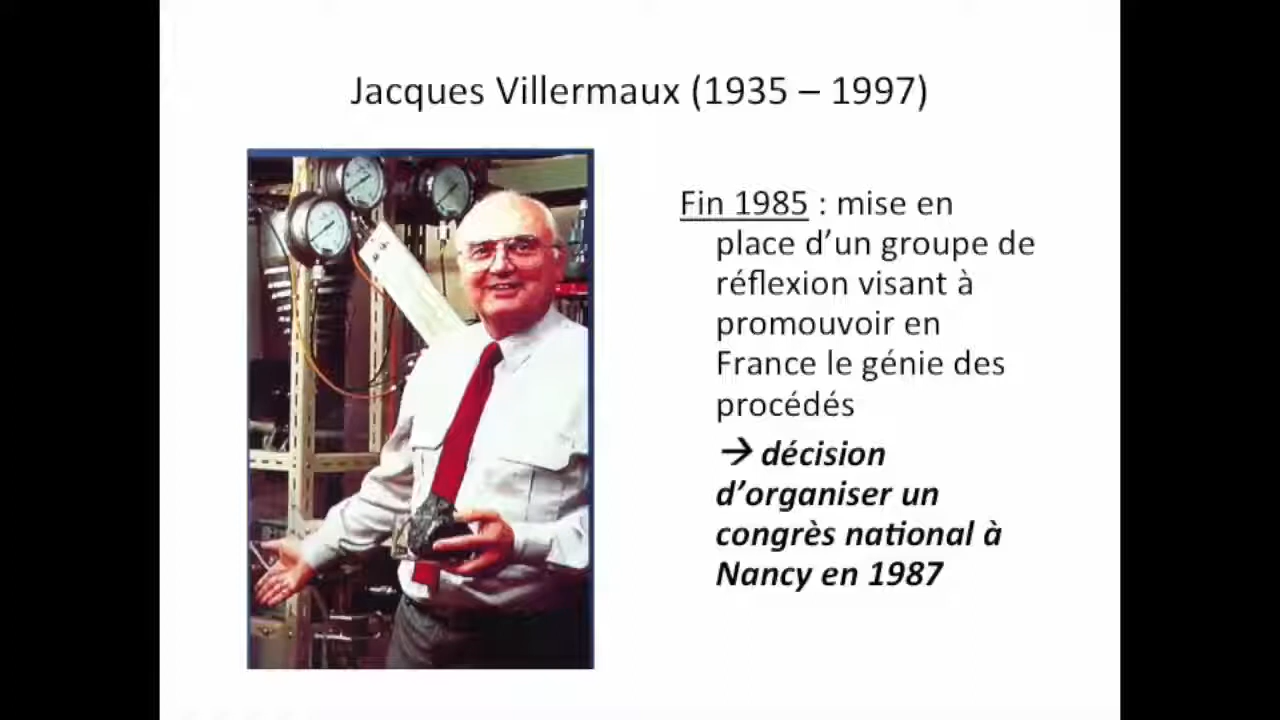 Jacques Villermaux (1935 – 1997)
Fin 1985 : mise en
place d’un groupe de
réflexion visant à
promouvoir en
France le génie des
procédés
→ décision
d’organiser un
congrès national à
Nancy en 1987